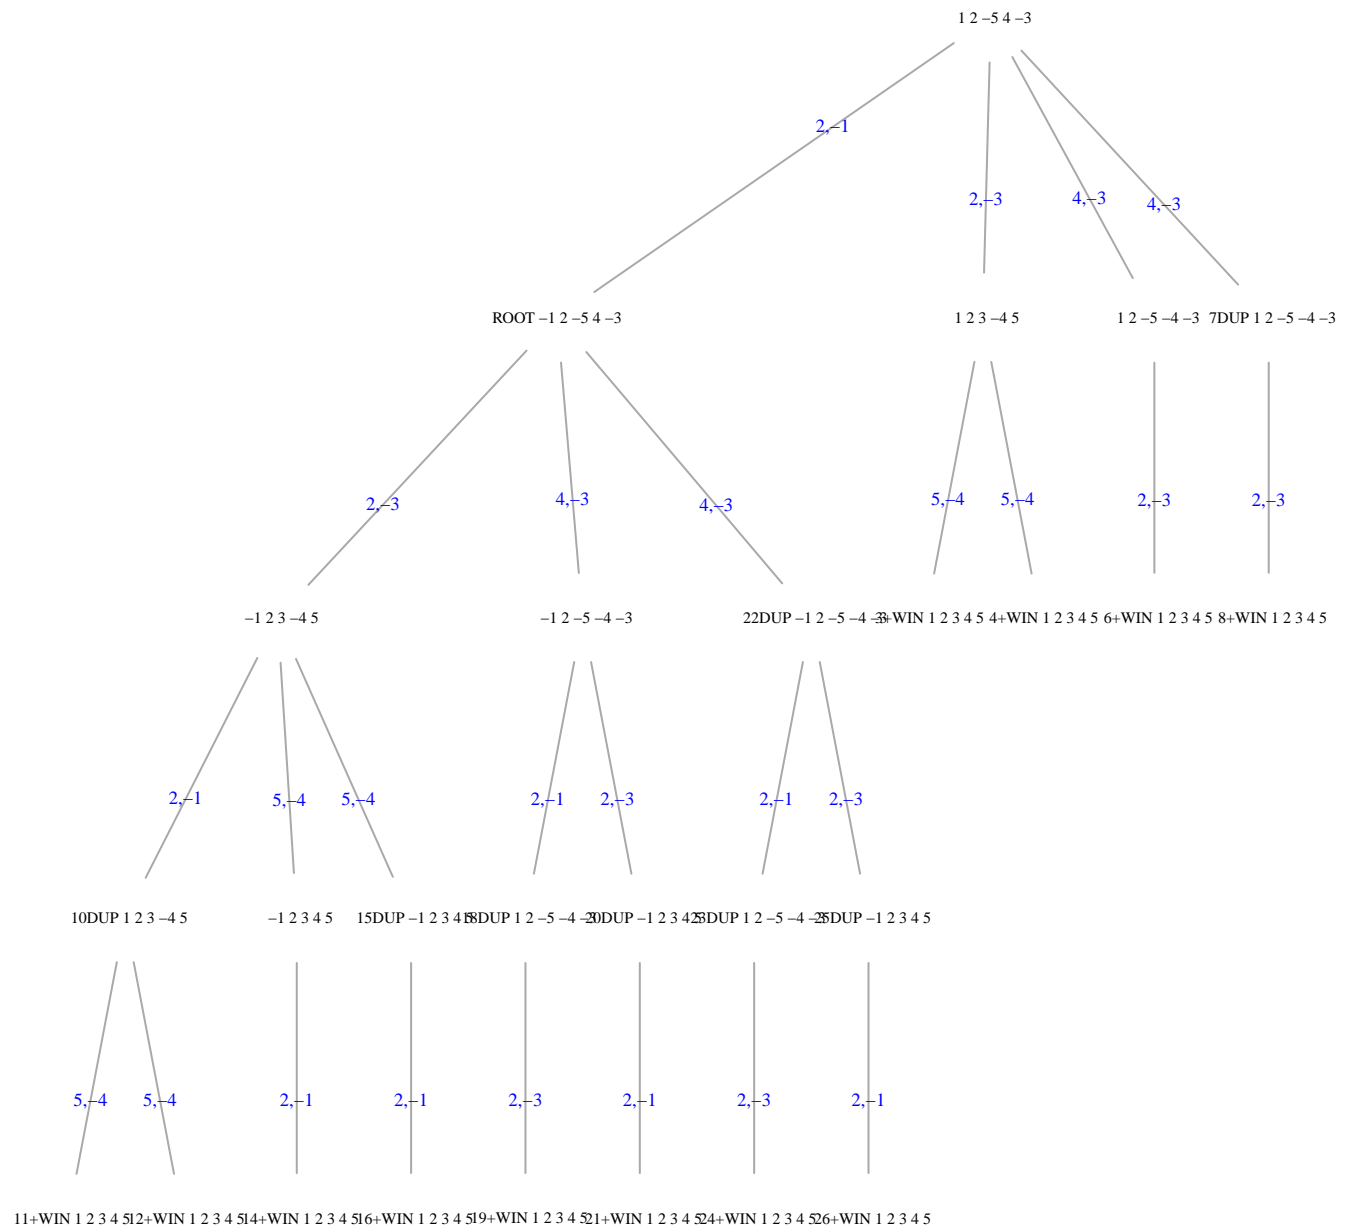 1 2 −5 4 −3
2,−1
2,−3
4,−3
4,−3
ROOT −1 2 −5 4 −3
1 2 3 −4 5
1 2 −5 −4 −3
7DUP 1 2 −5 −4 −3
2,−3
4,−3
4,−3
5,−4
5,−4
2,−3
2,−3
−1 2 3 −4 5
−1 2 −5 −4 −3
22DUP −1 2 −5 −4 −3
3+WIN 1 2 3 4 5
4+WIN 1 2 3 4 5
6+WIN 1 2 3 4 5
8+WIN 1 2 3 4 5
2,−1
5,−4
5,−4
2,−1
2,−3
2,−1
2,−3
10DUP 1 2 3 −4 5
−1 2 3 4 5
15DUP −1 2 3 4 5
18DUP 1 2 −5 −4 −3
20DUP −1 2 3 4 5
23DUP 1 2 −5 −4 −3
25DUP −1 2 3 4 5
5,−4
5,−4
2,−1
2,−1
2,−3
2,−1
2,−3
2,−1
11+WIN 1 2 3 4 5
12+WIN 1 2 3 4 5
14+WIN 1 2 3 4 5
16+WIN 1 2 3 4 5
19+WIN 1 2 3 4 5
21+WIN 1 2 3 4 5
24+WIN 1 2 3 4 5
26+WIN 1 2 3 4 5